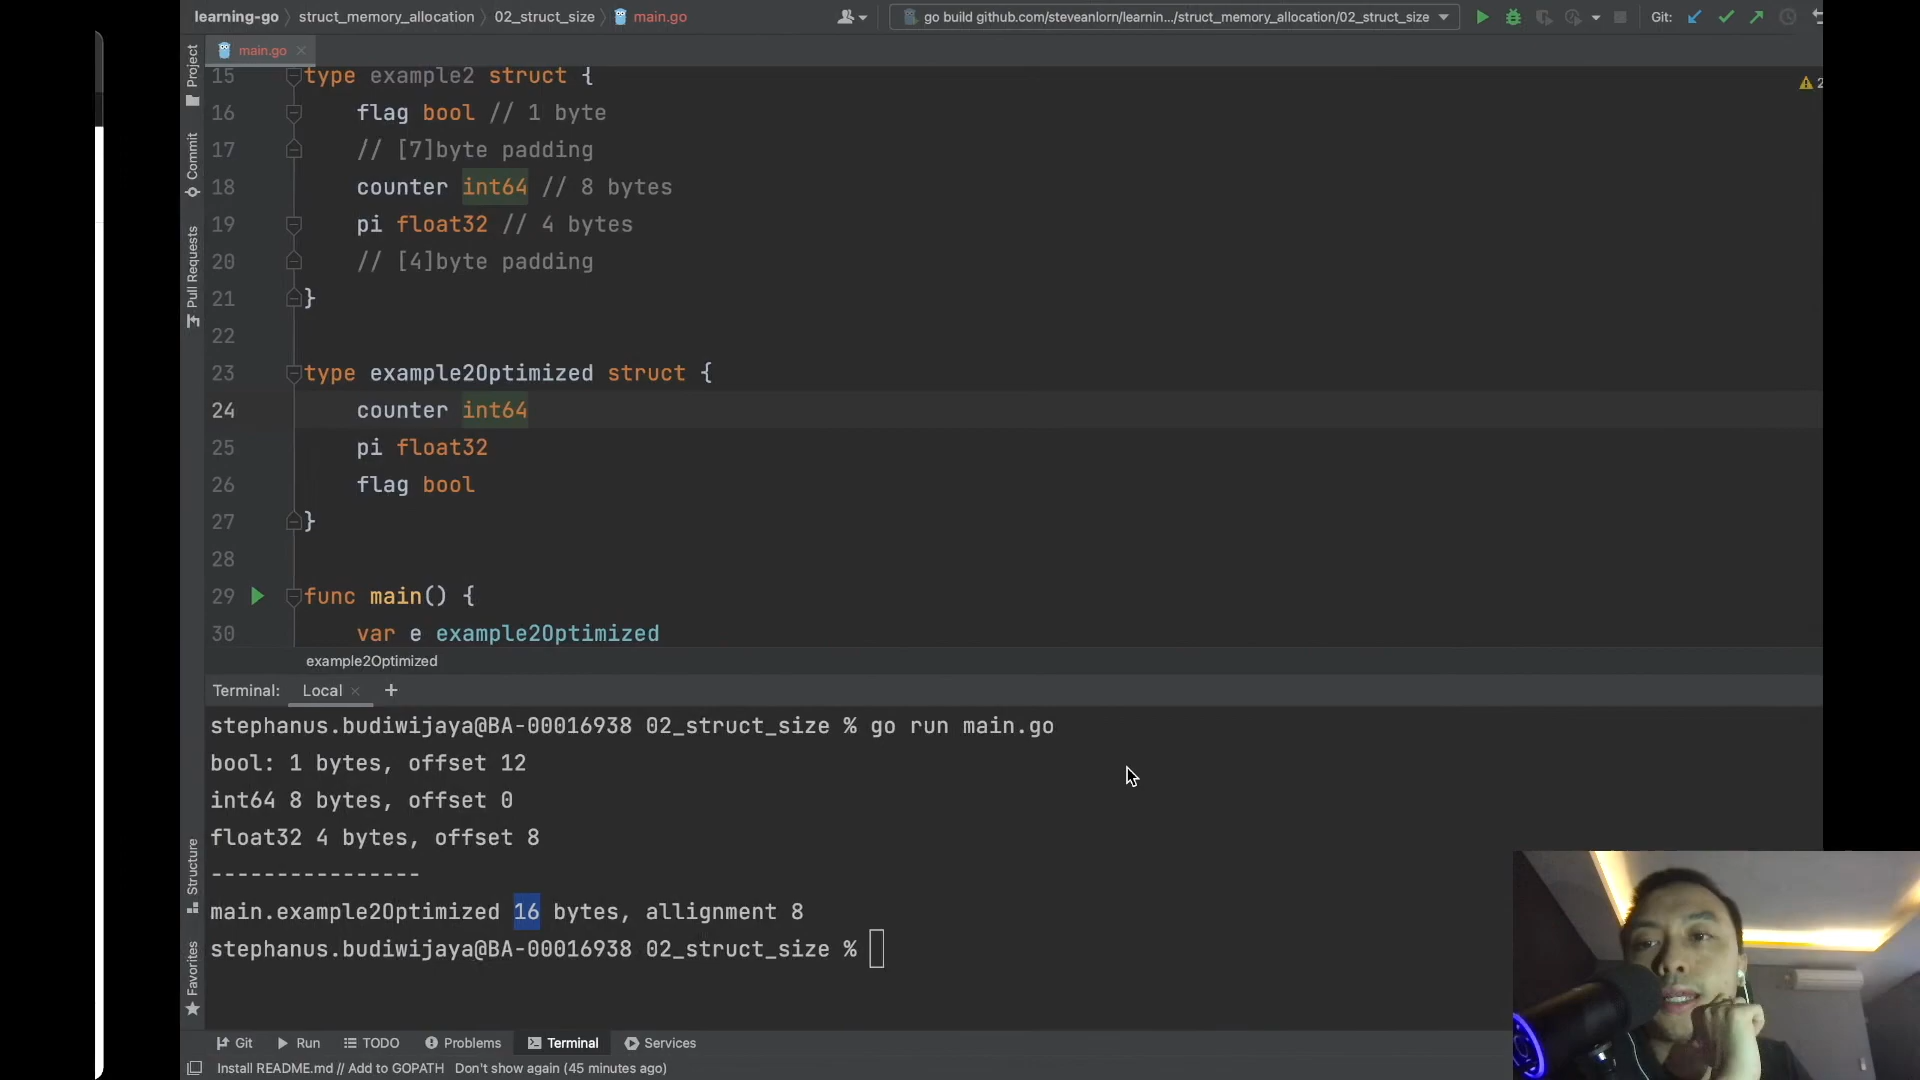 learning-go struct_memory_allocation 02_struct_size main.go go build github.com/steveanlorn/learnin.../struct_memory_allocation/02_struct_size Git:
main.go
Project
Commit
Pull Requests
Structure
Favorites
15 type example2 struct {
16 flag bool // 1 byte
17 // [7]byte padding
18 counter int64 // 8 bytes
19 pi float32 // 4 bytes
20 // [4]byte padding
21 }
22
23 type example2Optimized struct {
24 counter int64
25 pi float32
26 flag bool
27 }
28
29 func main() {
30 var e example2Optimized
2
example2Optimized
Terminal: Local +
stephanus.budiwijaya@BA-00016938 02_struct_size % go run main.go
bool: 1 bytes, offset 12
int64 8 bytes, offset 0
float32 4 bytes, offset 8
----------------
main.example2Optimized 16 bytes, allignment 8
stephanus.budiwijaya@BA-00016938 02_struct_size %
Git Run TODO Problems Terminal Services
Install README.md // Add to GOPATH Don't show again (45 minutes ago)